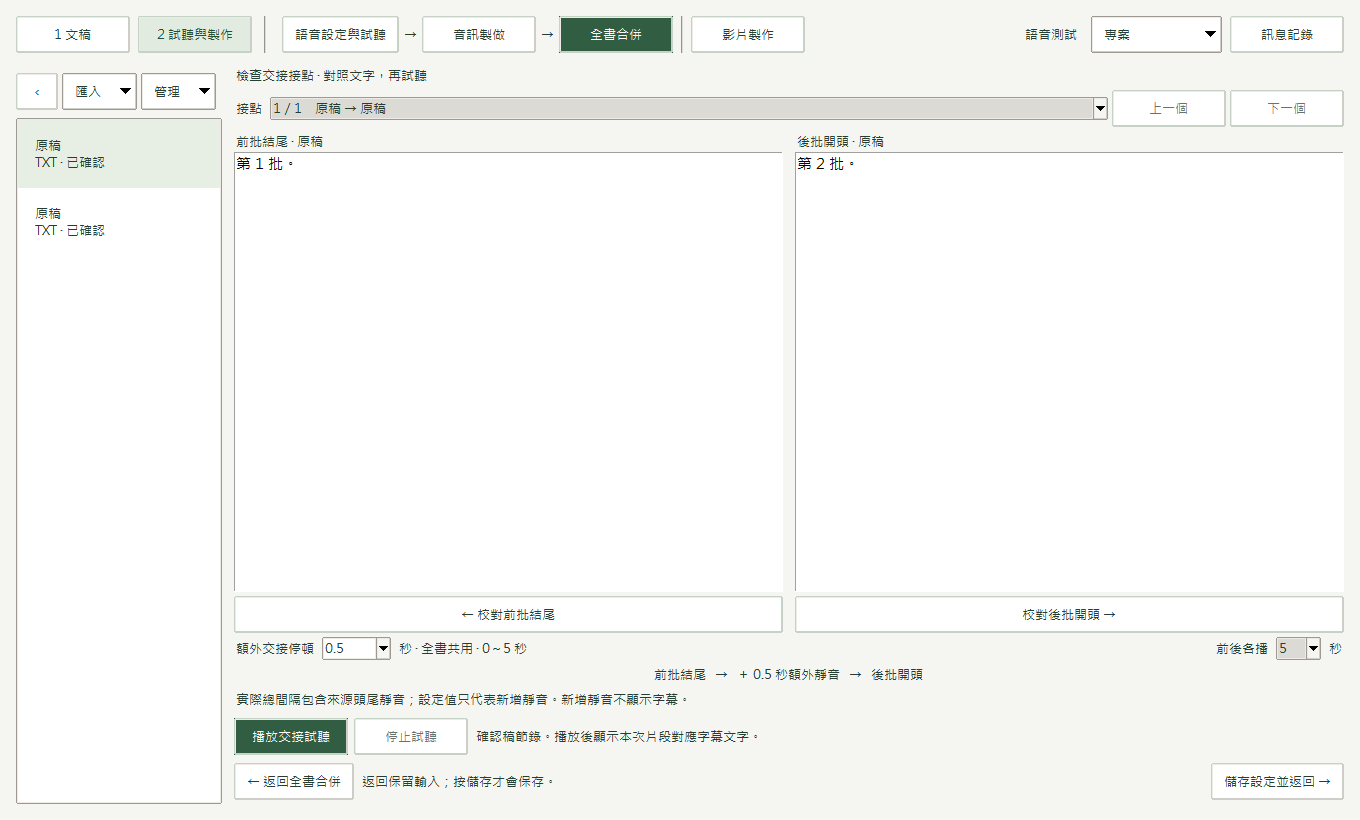 1 文稿
2 試聽與製作
語音設定與試聽
→
音訊製做
→
全書合併
影片製作
語音測試
專案
訊息記錄
‹
匯入
管理
檢查交接接點 · 對照文字，再試聽
接點
1 / 1 原稿 → 原稿
上一個
下一個
原稿
TXT · 已確認
原稿
TXT · 已確認
前批結尾 · 原稿
第 1 批。
後批開頭 · 原稿
第 2 批。
← 校對前批結尾
校對後批開頭 →
額外交接停頓 0.5 秒 · 全書共用 · 0～5 秒
前後各播 5 秒
前批結尾 → + 0.5 秒額外靜音 → 後批開頭
實際總間隔包含來源頭尾靜音；設定值只代表新增靜音。新增靜音不顯示字幕。
播放交接試聽
停止試聽
確認稿節錄。播放後顯示本次片段對應字幕文字。
← 返回全書合併
返回保留輸入；按儲存才會保存。
儲存設定並返回 →